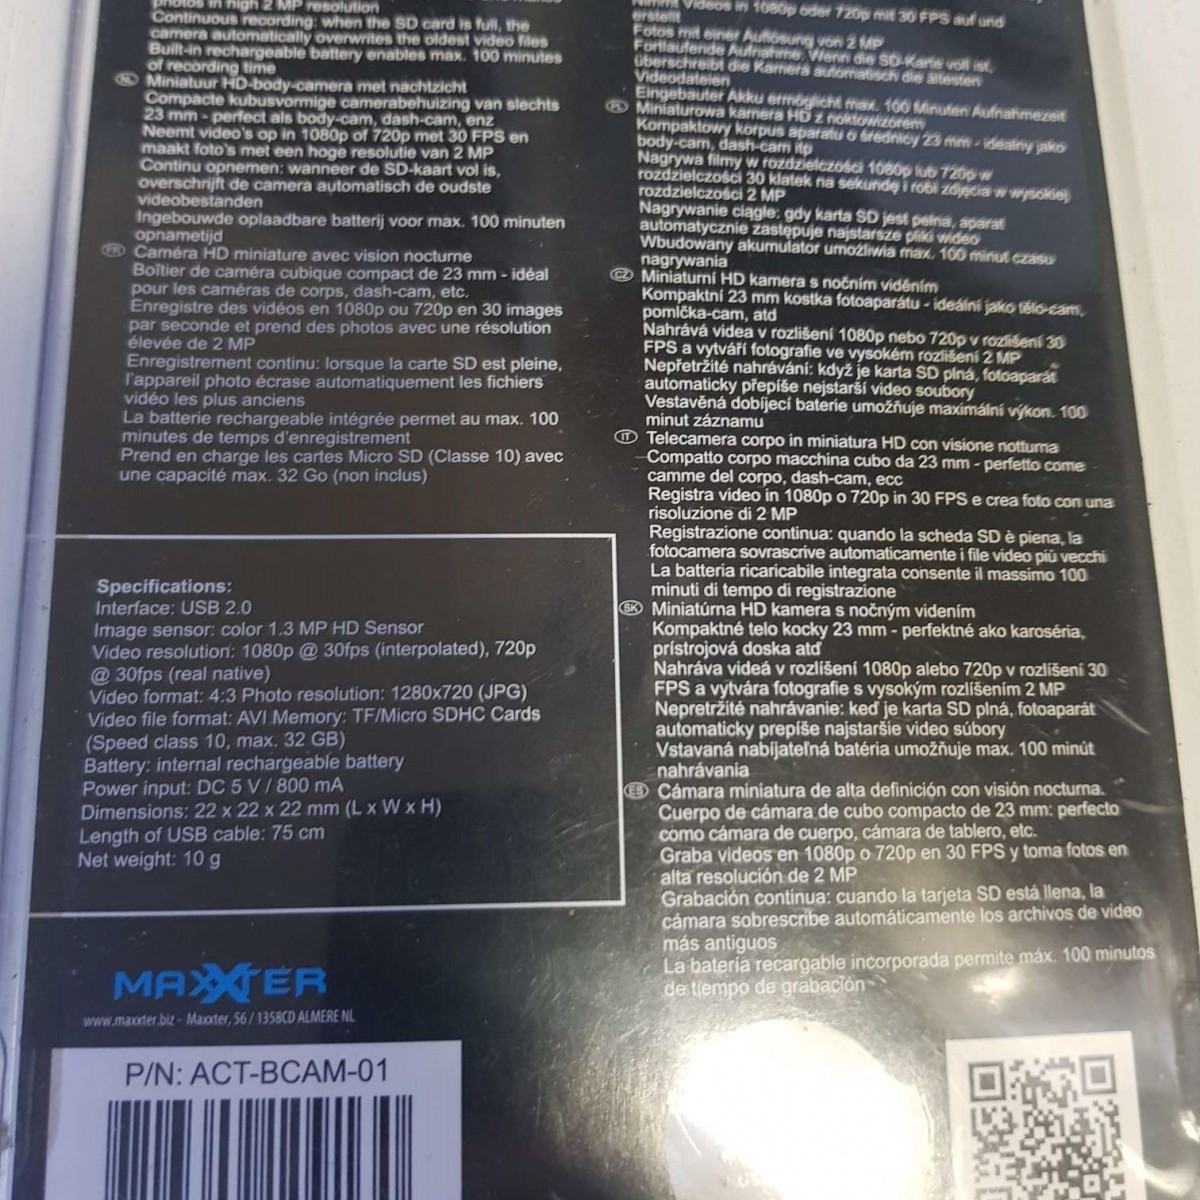 photos in high 2 MP resolution
Continuous recording: when the SD card is full, the
camera automatically overwrites the oldest video files
Built-in rechargeable battery enables max. 100 minutes
of recording time
NL Miniatuur HD-body-camera met nachtzicht
Compacte kubusvormige camerabehuizing van slechts
23 mm - perfect als body-cam, dash-cam, enz
Neemt video's op in 1080p of 720p met 30 FPS en
maakt foto's met een hoge resolutie van 2 MP
Continu opnemen: wanneer de SD-kaart vol is,
overschrijft de camera automatisch de oudste
videobestanden
Ingebouwde oplaadbare batterij voor max. 100 minuten
opnametijd
FR Caméra HD miniature avec vision nocturne
Boîtier de caméra cubique compact de 23 mm - idéal
pour les caméras de corps, dash-cam, etc.
Enregistre des vidéos en 1080p ou 720p en 30 images
par seconde et prend des photos avec une résolution
élevée de 2 MP
Enregistrement continu: lorsque la carte SD est pleine,
l'appareil photo écrase automatiquement les fichiers
vidéo les plus anciens
La batterie rechargeable intégrée permet au max. 100
minutes de temps d'enregistrement
Prend en charge les cartes Micro SD (Classe 10) avec
une capacité max. 32 Go (non inclus)
Specifications:
Interface: USB 2.0
Image sensor: color 1.3 MP HD Sensor
Video resolution: 1080p @ 30fps (interpolated), 720p
@ 30fps (real native)
Video format: 4:3 Photo resolution: 1280x720 (JPG)
Video file format: AVI Memory: TF/Micro SDHC Cards
(Speed class 10, max. 32 GB)
Battery: internal rechargeable battery
Power input: DC 5 V / 800 mA
Dimensions: 22 x 22 x 22 mm (L x W x H)
Length of USB cable: 75 cm
Net weight: 10 g
MAXXTER
www.maxxter.biz - Maxxter, 56 / 1358CD ALMERE NL
P/N: ACT-BCAM-01
Nimmt Videos in 1080p oder 720p mit 30 FPS auf und
erstellt
Fotos mit einer Auflösung von 2 MP
Fortlaufende Aufnahme: Wenn die SD-Karte voll ist,
überschreibt die Kamera automatisch die ältesten
Videodateien
Eingebauter Akku ermöglicht max. 100 Minuten Aufnahmezeit
PL Miniaturowa kamera HD z noktowizorem
Kompaktowy korpus aparatu o średnicy 23 mm - idealny jako
body-cam, dash-cam itp
Nagrywa filmy w rozdzielczości 1080p lub 720p w
rozdzielczości 30 klatek na sekundę i robi zdjęcia w wysokiej
rozdzielczości 2 MP
Nagrywanie ciągłe: gdy karta SD jest pełna, aparat
automatycznie zastępuje najstarsze pliki wideo
Wbudowany akumulator umożliwia max. 100 minut czasu
nagrywania
CZ Miniaturní HD kamera s nočním viděním
Kompaktní 23 mm kostka fotoaparátu - ideální jako tělo-cam,
pomlčka-cam, atd
Nahrává videa v rozlišení 1080p nebo 720p v rozlišení 30
FPS a vytváří fotografie ve vysokém rozlišení 2 MP
Nepřetržité nahrávání: když je karta SD plná, fotoaparát
automaticky přepíše nejstarší video soubory
Vestavěná dobíjecí baterie umožňuje maximální výkon. 100
minut záznamu
IT Telecamera corpo in miniatura HD con visione notturna
Compatto corpo macchina cubo da 23 mm - perfetto come
camme del corpo, dash-cam, ecc
Registra video in 1080p o 720p in 30 FPS e crea foto con una
risoluzione di 2 MP
Registrazione continua: quando la scheda SD è piena, la
fotocamera sovrascrive automaticamente i file video più vecchi
La batteria ricaricabile integrata consente il massimo 100
minuti di tempo di registrazione
SK Miniatúrna HD kamera s nočným videním
Kompaktné telo kocky 23 mm - perfektné ako karoséria,
prístrojová doska atď
Nahráva videá v rozlíšení 1080p alebo 720p v rozlíšení 30
FPS a vytvára fotografie s vysokým rozlíšením 2 MP
Nepretržité nahrávanie: keď je karta SD plná, fotoaparát
automaticky prepíše najstaršie video súbory
Vstavaná nabíjateľná batéria umožňuje max. 100 minút
nahrávania
ES Cámara miniatura de alta definición con visión nocturna.
Cuerpo de cámara de cubo compacto de 23 mm: perfecto
como cámara de cuerpo, cámara de tablero, etc.
Graba videos en 1080p o 720p en 30 FPS y toma fotos en
alta resolución de 2 MP
Grabación continua: cuando la tarjeta SD está llena, la
cámara sobrescribe automáticamente los archivos de video
más antiguos
La batería recargable incorporada permite máx. 100 minutos
de tiempo de grabación